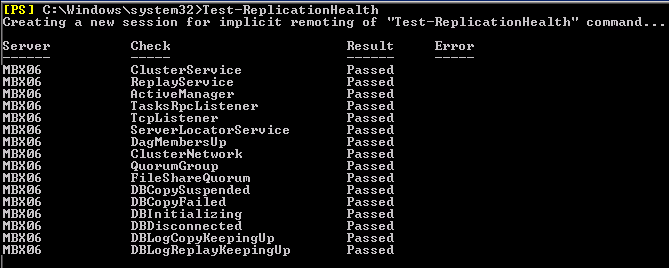 [PS] C:\Windows\system32>Test-ReplicationHealth
Creating a new session for implicit remoting of "Test-ReplicationHealth" command...
Server Check Result Error
------ ----- ------ -----
MBX06 ClusterService Passed
MBX06 ReplayService Passed
MBX06 ActiveManager Passed
MBX06 TasksRpcListener Passed
MBX06 TcpListener Passed
MBX06 ServerLocatorService Passed
MBX06 DagMembersUp Passed
MBX06 ClusterNetwork Passed
MBX06 QuorumGroup Passed
MBX06 FileShareQuorum Passed
MBX06 DBCopySuspended Passed
MBX06 DBCopyFailed Passed
MBX06 DBInitializing Passed
MBX06 DBDisconnected Passed
MBX06 DBLogCopyKeepingUp Passed
MBX06 DBLogReplayKeepingUp Passed